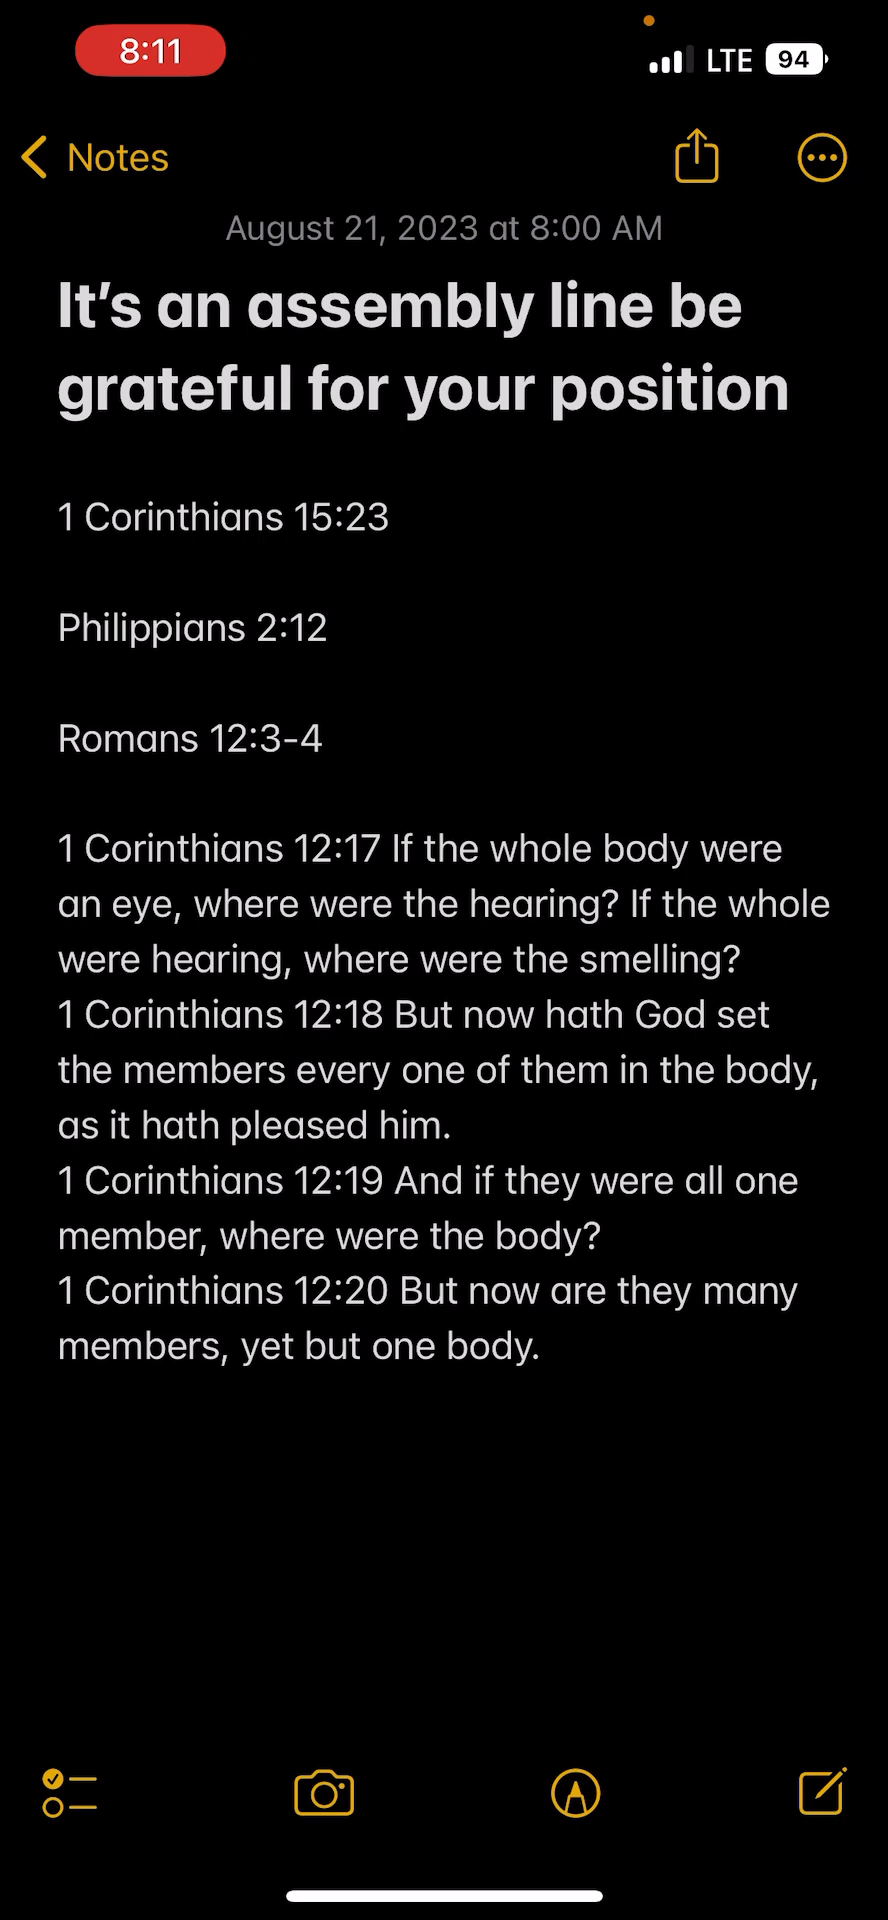 8:11
LTE 94
Notes
August 21, 2023 at 8:00 AM
It's an assembly line be
grateful for your position
1 Corinthians 15:23
Philippians 2:12
Romans 12:3-4
1 Corinthians 12:17 If the whole body were
an eye, where were the hearing? If the whole
were hearing, where were the smelling?
1 Corinthians 12:18 But now hath God set
the members every one of them in the body,
as it hath pleased him.
1 Corinthians 12:19 And if they were all one
member, where were the body?
1 Corinthians 12:20 But now are they many
members, yet but one body.